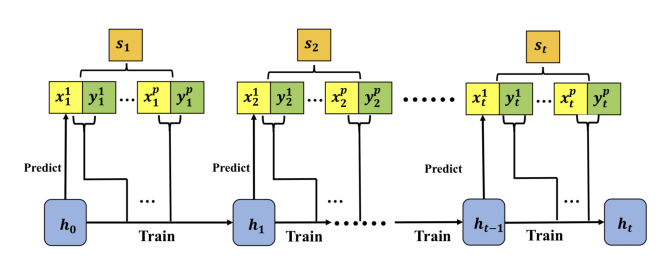 s₁ s₂ sₜ
x₁¹ y₁¹ ... x₁ᵖ y₁ᵖ x₂¹ y₂¹ ... x₂ᵖ y₂ᵖ ...... xₜ¹ yₜ¹ ... xₜᵖ yₜᵖ
Predict Predict Predict
... ... ...
h₀ h₁ ...... hₜ₋₁ hₜ
Train Train Train Train